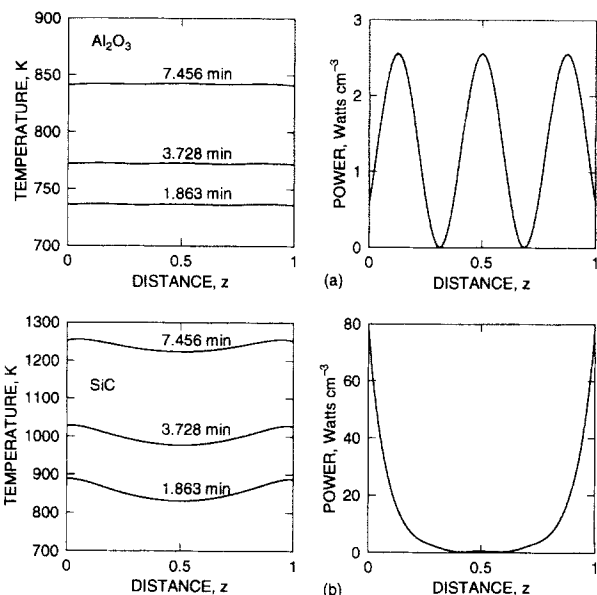 900
850
800
750
700
TEMPERATURE, K
Al₂O₃
7.456 min
3.728 min
1.863 min
0
0.5
1
DISTANCE, z
3
2
1
0
POWER, Watts cm⁻³
0
0.5
1
DISTANCE, z
(a)
1300
1200
1100
1000
900
800
700
TEMPERATURE, K
7.456 min
SiC
3.728 min
1.863 min
0
0.5
1
DISTANCE, z
80
60
40
20
0
POWER, Watts cm⁻³
0
0.5
1
DISTANCE, z
(b)